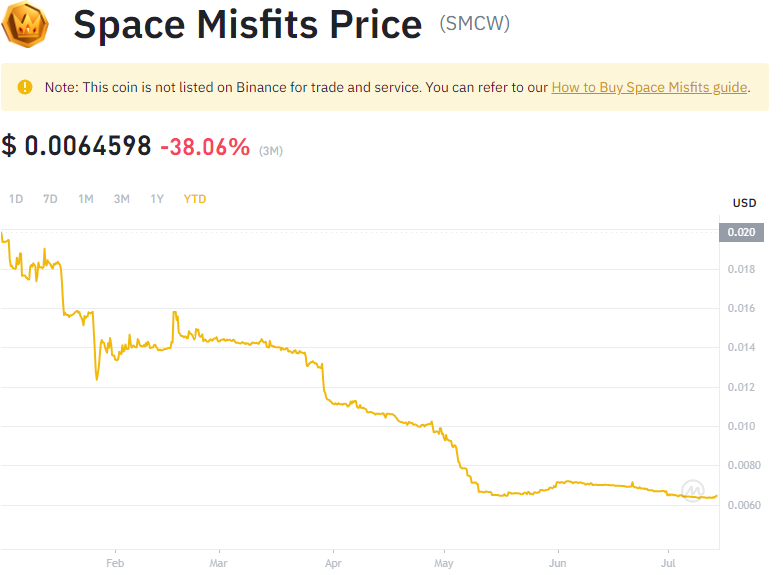 Space Misfits Price (SMCW)
Note: This coin is not listed on Binance for trade and service. You can refer to our How to Buy Space Misfits guide.
$ 0.0064598 -38.06% (3M)
1D 7D 1M 3M 1Y YTD
USD
0.020
0.018
0.016
0.014
0.012
0.010
0.0080
0.0060
Feb Mar Apr May Jun Jul